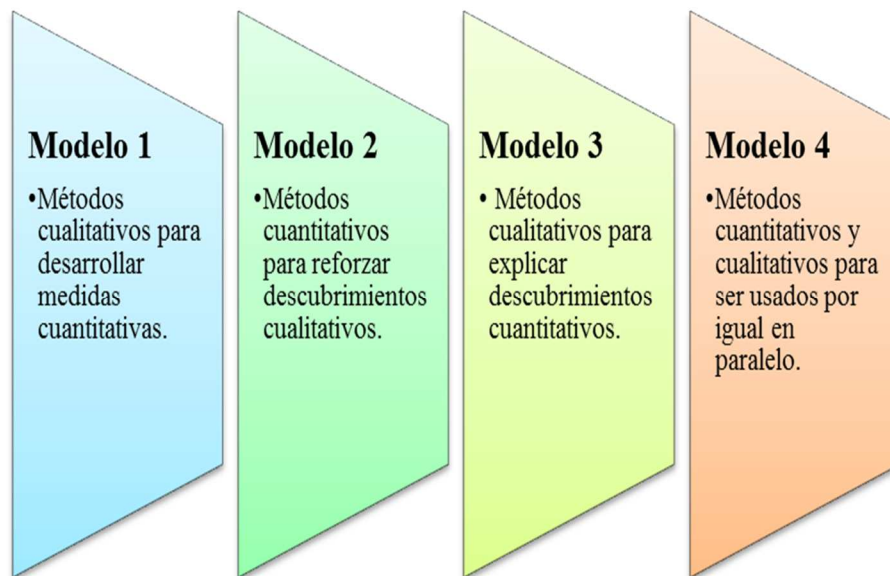 Modelo 1
•Métodos
cualitativos para
desarrollar
medidas
cuantitativas.
Modelo 2
•Métodos
cuantitativos
para reforzar
descubrimientos
cualitativos.
Modelo 3
• Métodos
cualitativos para
explicar
descubrimientos
cuantitativos.
Modelo 4
•Métodos
cuantitativos y
cualitativos para
ser usados por
igual en
paralelo.